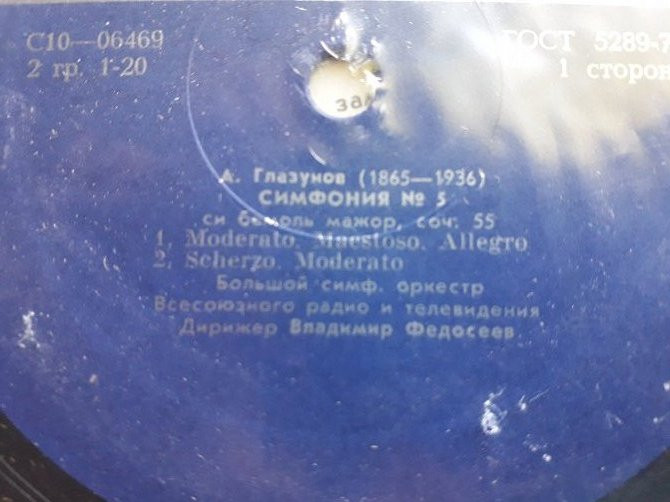 С10—06469
ГОСТ 5289-7
2 гр. 1-20
1 сторон
за
А. Глазунов (1865—1936)
СИМФОНИЯ № 5
си бемоль мажор, соч. 55
1. Moderato. Maestoso. Allegro
2. Scherzo. Moderato
Большой симф. оркестр
Всесоюзного радио и телевидения
Дирижер Владимир Федосеев